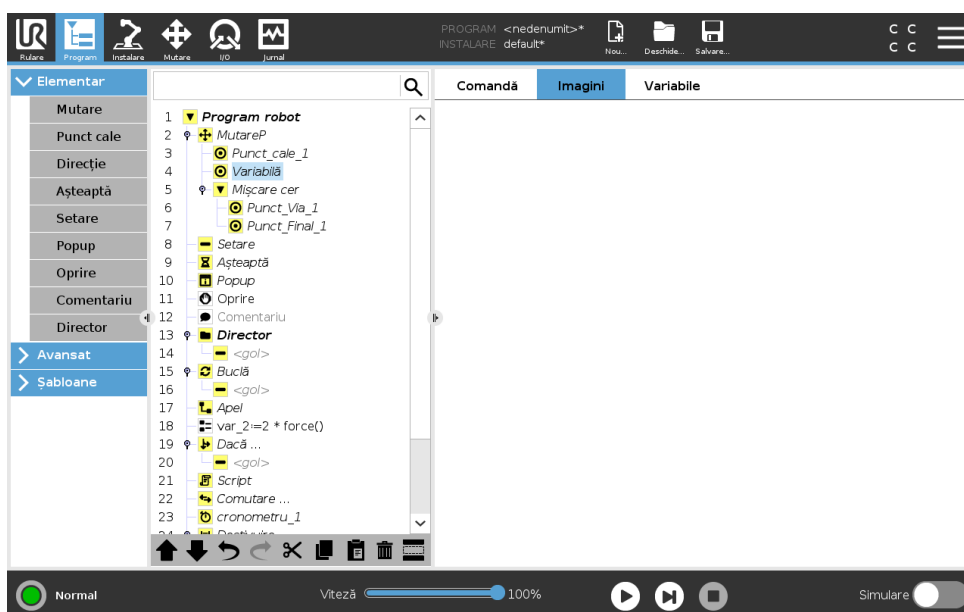 Rulare
Program
Instalare
Mutare
I/O
Jurnal
PROGRAM <nedenumit>*
INSTALARE default*
Nou...
Deschide...
Salvare...
C C
C C
Elementar
Mutare
Punct cale
Direcție
Așteaptă
Setare
Popup
Oprire
Comentariu
Director
Avansat
Șabloane
1 Program robot
2 MutareP
3 Punct_cale_1
4 Variabilă
5 Mișcare cer
6 Punct_Via_1
7 Punct_Final_1
8 Setare
9 Așteaptă
10 Popup
11 Oprire
12 Comentariu
13 Director
14 <gol>
15 Buclă
16 <gol>
17 Apel
18 var_2:=2 * force()
19 Dacă ...
20 <gol>
21 Script
22 Comutare ...
23 cronometru_1
Comandă
Imagini
Variabile
Normal
Viteză
100%
Simulare